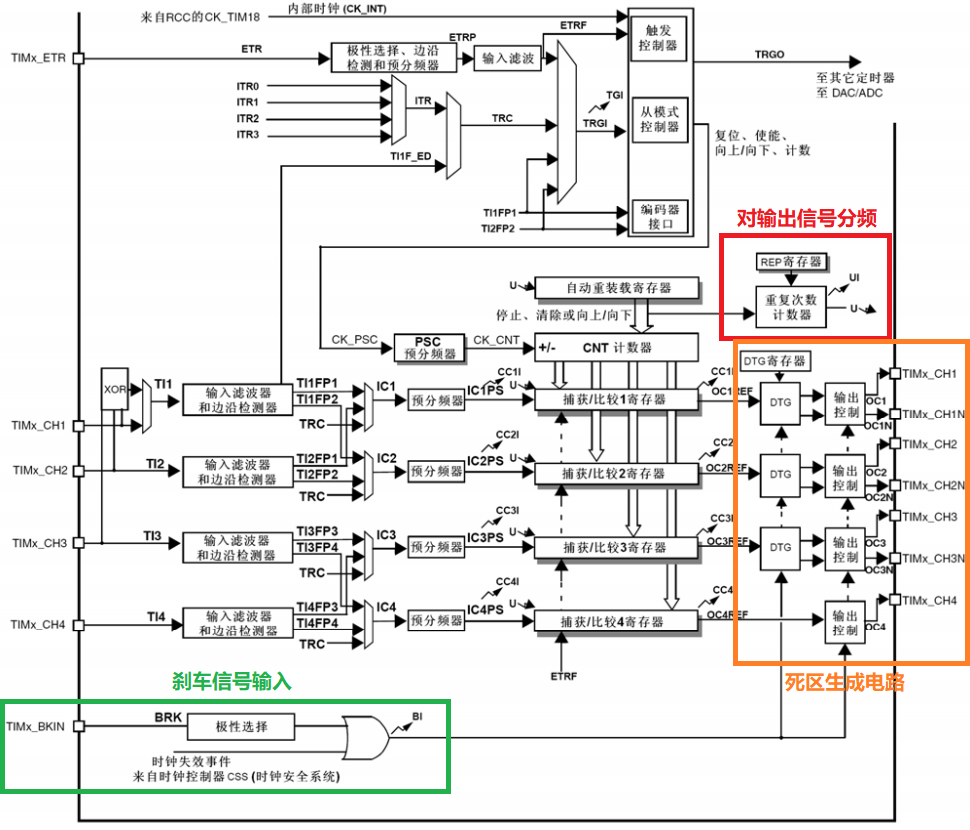 来自RCC的CK_TIM18
内部时钟 (CK_INT)
TIMx_ETR
ETR
极性选择、边沿
检测和预分频器
ETRP
输入滤波
ETRF
触发
控制器
TRGO
至其它定时器
至 DAC/ADC
ITR0
ITR1
ITR2
ITR3
ITR
TRC
TRGI
TGI
从模式
控制器
复位、使能、
向上/向下、计数
TI1F_ED
TI1FP1
TI2FP2
编码器
接口
对输出信号分频
REP寄存器
UI
重复次数
计数器
U
U
自动重装载寄存器
停止、清除或向上/向下
CK_PSC
PSC
预分频器
CK_CNT
+/-
CNT 计数器
DTG寄存器
XOR
TI1
输入滤波器
和边沿检测器
TI1FP1
TI1FP2
TRC
IC1
预分频器
IC1PS
CC1I
U
捕获/比较1寄存器
CC1I
OC1REF
DTG
输出
控制
OC1
OC1N
TIMx_CH1
TIMx_CH1N
TIMx_CH1
TIMx_CH2
TI2
输入滤波器
和边沿检测器
TI2FP1
TI2FP2
TRC
IC2
预分频器
IC2PS
CC2I
U
捕获/比较2寄存器
CC2
OC2REF
DTG
输出
控制
OC2
OC2N
TIMx_CH2
TIMx_CH2N
TIMx_CH3
TI3
输入滤波器
和边沿检测器
TI3FP3
TI3FP4
TRC
IC3
预分频器
IC3PS
CC3I
U
捕获/比较3寄存器
CC3I
OC3REF
DTG
输出
控制
OC3
OC3N
TIMx_CH3
TIMx_CH3N
TIMx_CH4
TI4
输入滤波器
和边沿检测器
TI4FP3
TI4FP4
TRC
IC4
预分频器
IC4PS
CC4I
U
捕获/比较4寄存器
CC4
OC4REF
输出
控制
OC4
TIMx_CH4
ETRF
死区生成电路
刹车信号输入
TIMx_BKIN
BRK
极性选择
BI
时钟失效事件
来自时钟控制器 CSS (时钟安全系统)